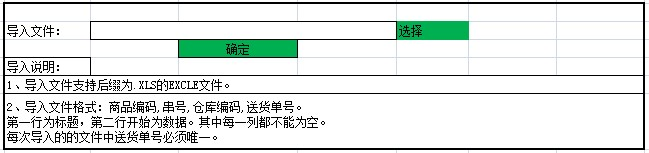 导入文件： 选择
确定
导入说明：
1、导入文件支持后缀为.XLS的EXCLE文件。
2、导入文件格式：商品编码,串号,仓库编码,送货单号。
第一行为标题，第二行开始为数据。其中每一列都不能为空。
每次导入的的文件中送货单号必须唯一。